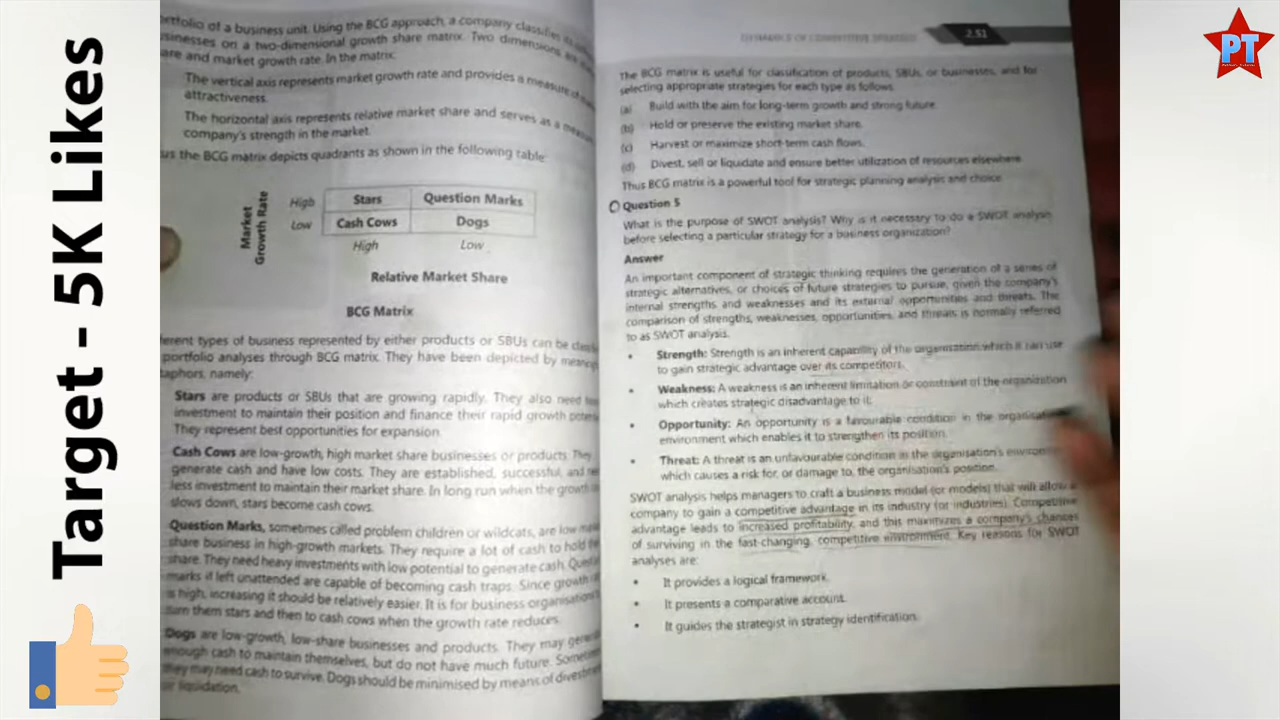 Target - 5K Likes
PT
portfolio of a business unit. Using the BCG approach, a company classifies its
businesses on a two-dimensional growth share matrix. Two dimensions are
are and market growth rate. In the matrix:
The vertical axis represents market growth rate and provides a measure of
attractiveness.
The horizontal axis represents relative market share and serves as a measure
company's strength in the market.
us the BCG matrix depicts quadrants as shown in the following table:
Market Growth Rate
High Stars Question Marks
Low Cash Cows Dogs
High Low
Relative Market Share
BCG Matrix
ferent types of business represented by either products or SBUs can be
portfolio analyses through BCG matrix. They have been depicted by
taphors, namely:
Stars are products or SBUs that are growing rapidly. They also need
investment to maintain their position and finance their rapid growth
They represent best opportunities for expansion.
Cash Cows are low-growth, high market share businesses or products. They
generate cash and have low costs. They are established, successful, and
less investment to maintain their market share. In long run when the growth
slows down, stars become cash cows.
Question Marks, sometimes called problem children or wildcats, are low
share business in high-growth markets. They require a lot of cash to hold
share. They need heavy investments with low potential to generate cash.
marks if left unattended are capable of becoming cash traps. Since growth
is high, increasing it should be relatively easier. It is for business organisations
turn them stars and then to cash cows when the growth rate reduces.
Dogs are low-growth, low-share businesses and products. They may
enough cash to maintain themselves, but do not have much future.
they may need cash to survive. Dogs should be minimised by means of
liquidation.
DYNAMICS OF COMPETITIVE STRATEGY 2.51
The BCG matrix is useful for classification of products, SBUs, or businesses, and for
selecting appropriate strategies for each type as follows:
(a) Build with the aim for long-term growth and strong future.
(b) Hold or preserve the existing market share.
(c) Harvest or maximize short-term cash flows.
(d) Divest, sell or liquidate and ensure better utilization of resources elsewhere.
Thus BCG matrix is a powerful tool for strategic planning analysis and choice.
Question 5
What is the purpose of SWOT analysis? Why is it necessary to do a SWOT analysis
before selecting a particular strategy for a business organization?
Answer
An important component of strategic thinking requires the generation of a series of
strategic alternatives, or choices of future strategies to pursue, given the company's
internal strengths and weaknesses and its external opportunities and threats. The
comparison of strengths, weaknesses, opportunities, and threats is normally referred
to as SWOT analysis.
• Strength: Strength is an inherent capability of the organisation which it can use
to gain strategic advantage over its competitors.
• Weakness: A weakness is an inherent limitation or constraint of the organization
which creates strategic disadvantage to it.
• Opportunity: An opportunity is a favourable condition in the organisation's
environment which enables it to strengthen its position.
• Threat: A threat is an unfavourable condition in the organisation's environment
which causes a risk for, or damage to, the organisation's position.
SWOT analysis helps managers to craft a business model (or models) that will allow a
company to gain a competitive advantage in its industry (or industries). Competitive
advantage leads to increased profitability, and this maximizes a company's chances
of surviving in the fast-changing, competitive environment. Key reasons for SWOT
analyses are:
• It provides a logical framework.
• It presents a comparative account.
• It guides the strategist in strategy identification.